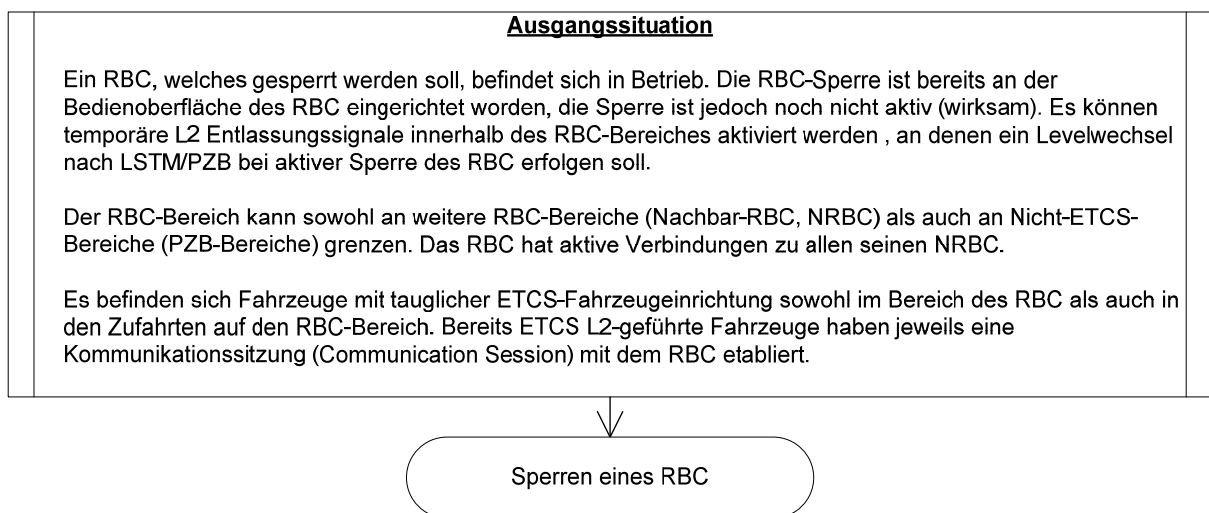 Ausgangssituation
Ein RBC, welches gesperrt werden soll, befindet sich in Betrieb. Die RBC-Sperre ist bereits an der
Bedienoberfläche des RBC eingerichtet worden, die Sperre ist jedoch noch nicht aktiv (wirksam). Es können
temporäre L2 Entlassungssignale innerhalb des RBC-Bereiches aktiviert werden , an denen ein Levelwechsel
nach LSTM/PZB bei aktiver Sperre des RBC erfolgen soll.
Der RBC-Bereich kann sowohl an weitere RBC-Bereiche (Nachbar-RBC, NRBC) als auch an Nicht-ETCS-
Bereiche (PZB-Bereiche) grenzen. Das RBC hat aktive Verbindungen zu allen seinen NRBC.
Es befinden sich Fahrzeuge mit tauglicher ETCS-Fahrzeugeinrichtung sowohl im Bereich des RBC als auch in
den Zufahrten auf den RBC-Bereich. Bereits ETCS L2-geführte Fahrzeuge haben jeweils eine
Kommunikationssitzung (Communication Session) mit dem RBC etabliert.
Sperren eines RBC